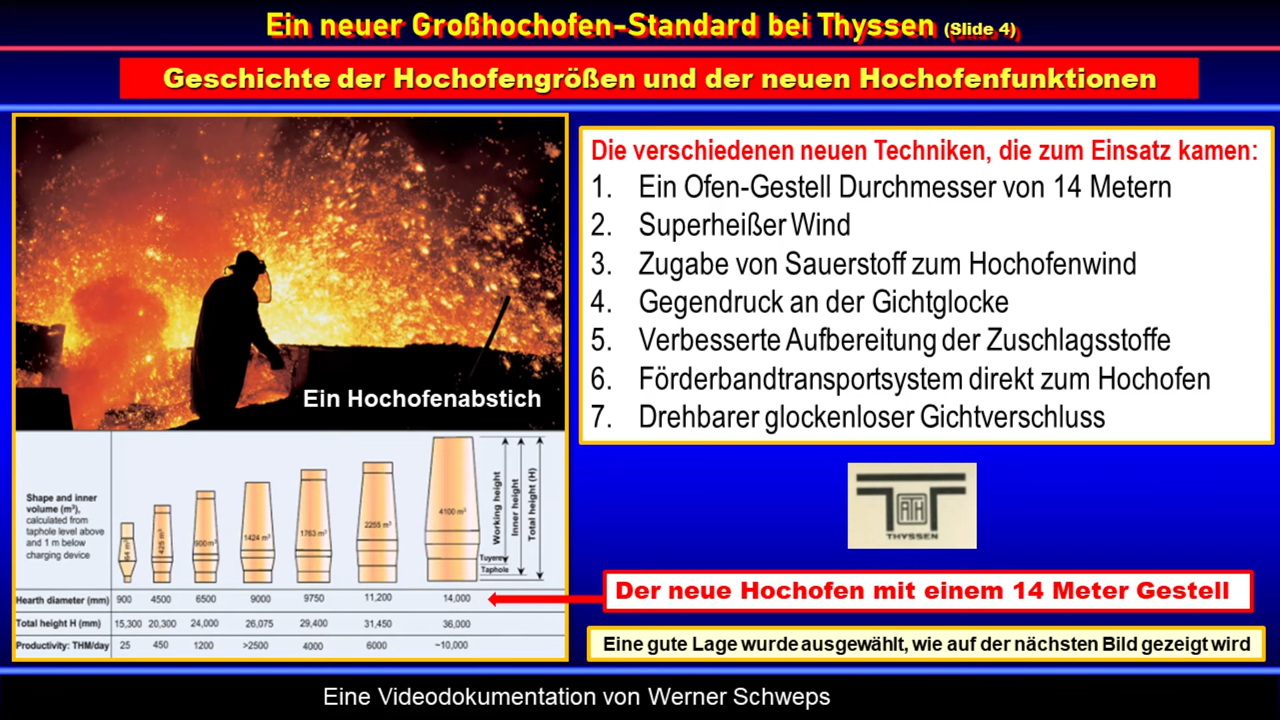 Ein neuer Großhochofen-Standard bei Thyssen (Slide 4)
Geschichte der Hochofengrößen und der neuen Hochofenfunktionen
Ein Hochofenabstich
Die verschiedenen neuen Techniken, die zum Einsatz kamen:
1. Ein Ofen-Gestell Durchmesser von 14 Metern
2. Superheißer Wind
3. Zugabe von Sauerstoff zum Hochofenwind
4. Gegendruck an der Gichtglocke
5. Verbesserte Aufbereitung der Zuschlagsstoffe
6. Förderbandtransportsystem direkt zum Hochofen
7. Drehbarer glockenloser Gichtverschluss
Shape and inner
volume (m³),
calculated from
taphole level above
and 1 m below
charging device
64 m³ 425 m³ 900 m³ 1424 m³ 1763 m³ 2255 m³ 4100 m³
Working height
Inner height
Total height (H)
Tuyere
Taphole
Hearth diameter (mm) 900 4500 6500 9000 9750 11,200 14,000
Total height H (mm) 15,300 20,300 24,000 26,075 29,400 31,450 36,000
Productivity: THM/day 25 450 1200 >2500 4000 6000 ~10,000
ATH
THYSSEN
Der neue Hochofen mit einem 14 Meter Gestell
Eine gute Lage wurde ausgewählt, wie auf der nächsten Bild gezeigt wird
Eine Videodokumentation von Werner Schweps